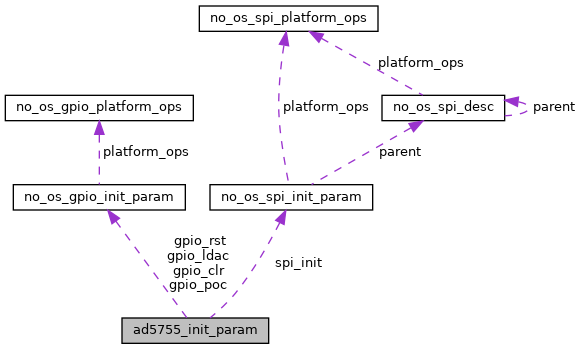 no_os_spi_platform_ops
platform_ops
no_os_gpio_platform_ops
platform_ops
no_os_spi_desc
parent
platform_ops
parent
no_os_gpio_init_param
no_os_spi_init_param
gpio_rst
gpio_ldac
gpio_clr
gpio_poc
spi_init
ad5755_init_param